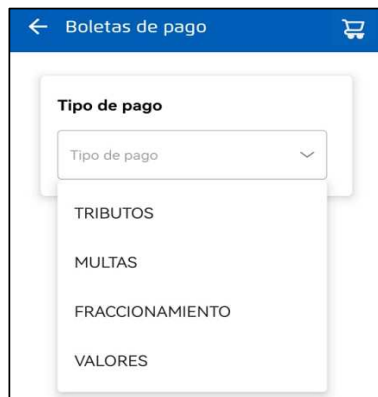 Boletas de pago
Tipo de pago
Tipo de pago
TRIBUTOS
MULTAS
FRACCIONAMIENTO
VALORES